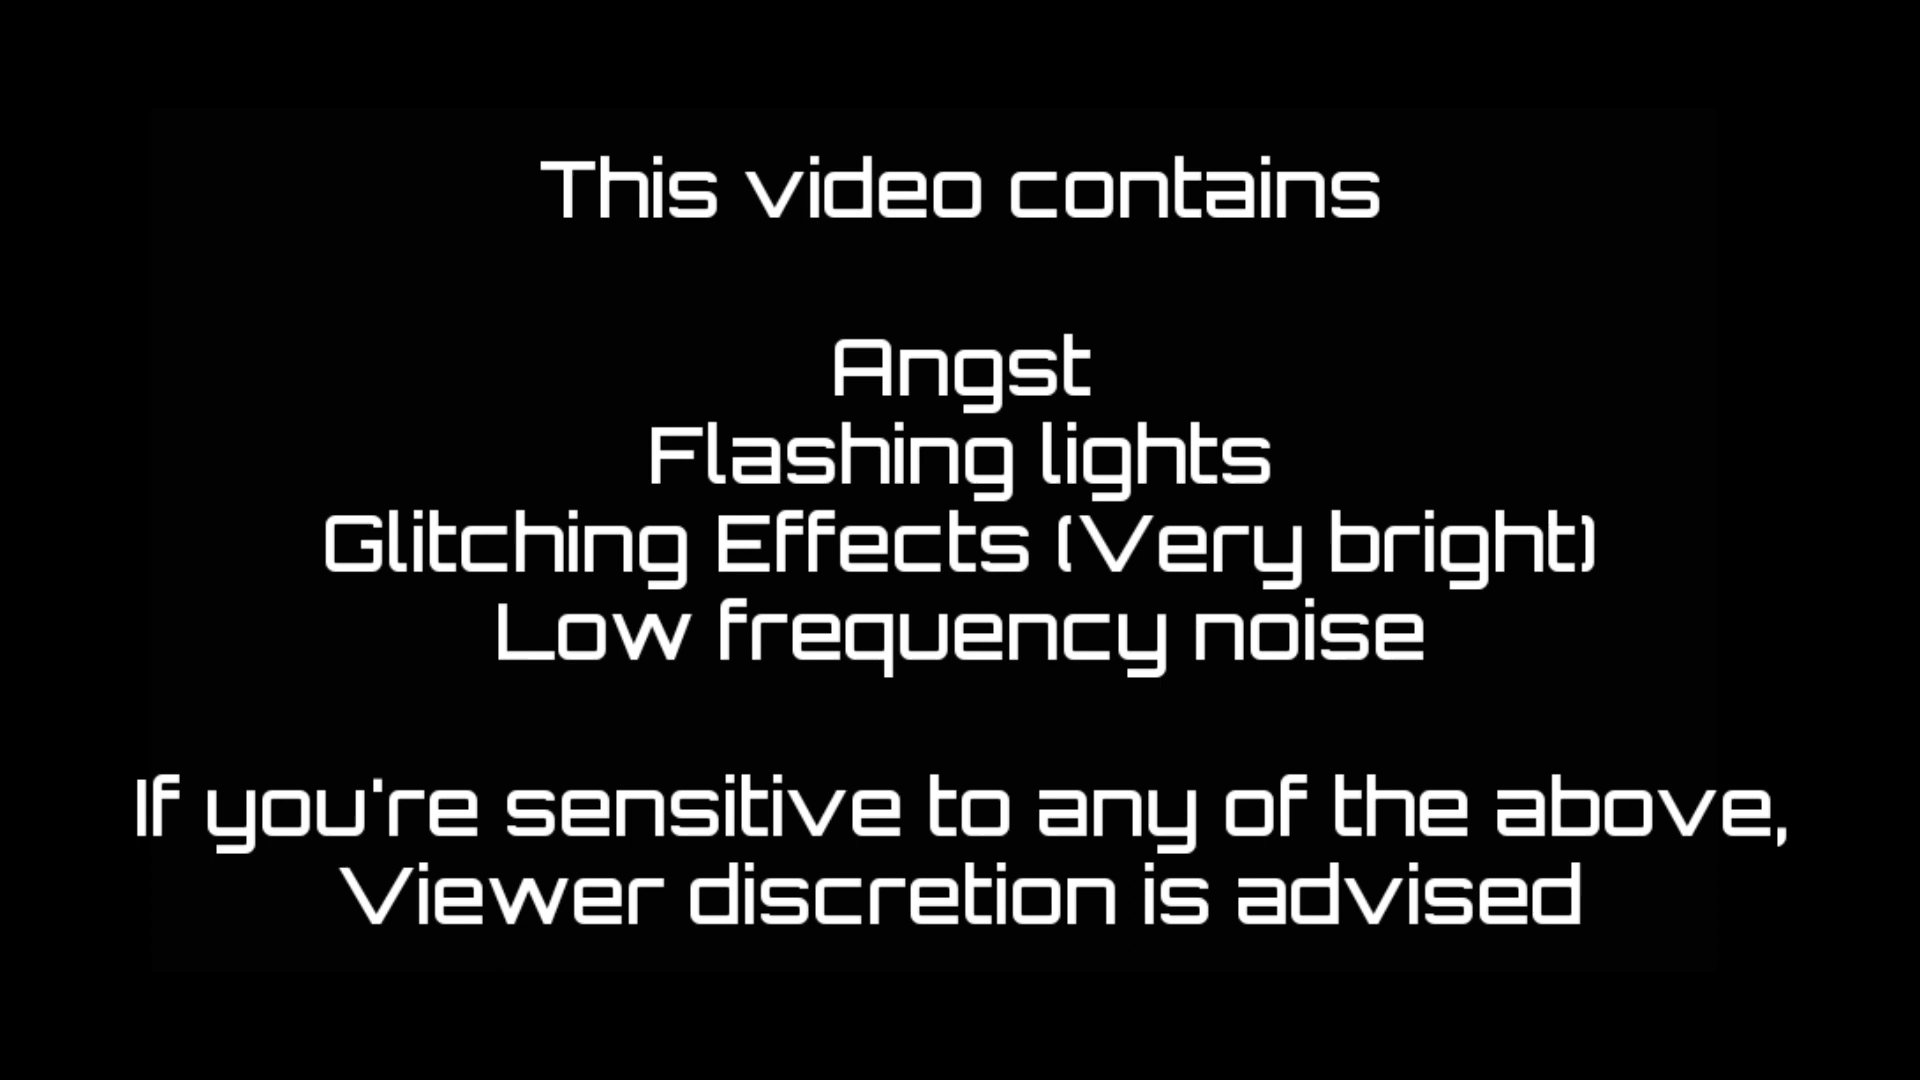 This video contains
Angst
Flashing lights
Glitching Effects (Very bright)
Low frequency noise
If you're sensitive to any of the above,
Viewer discretion is advised